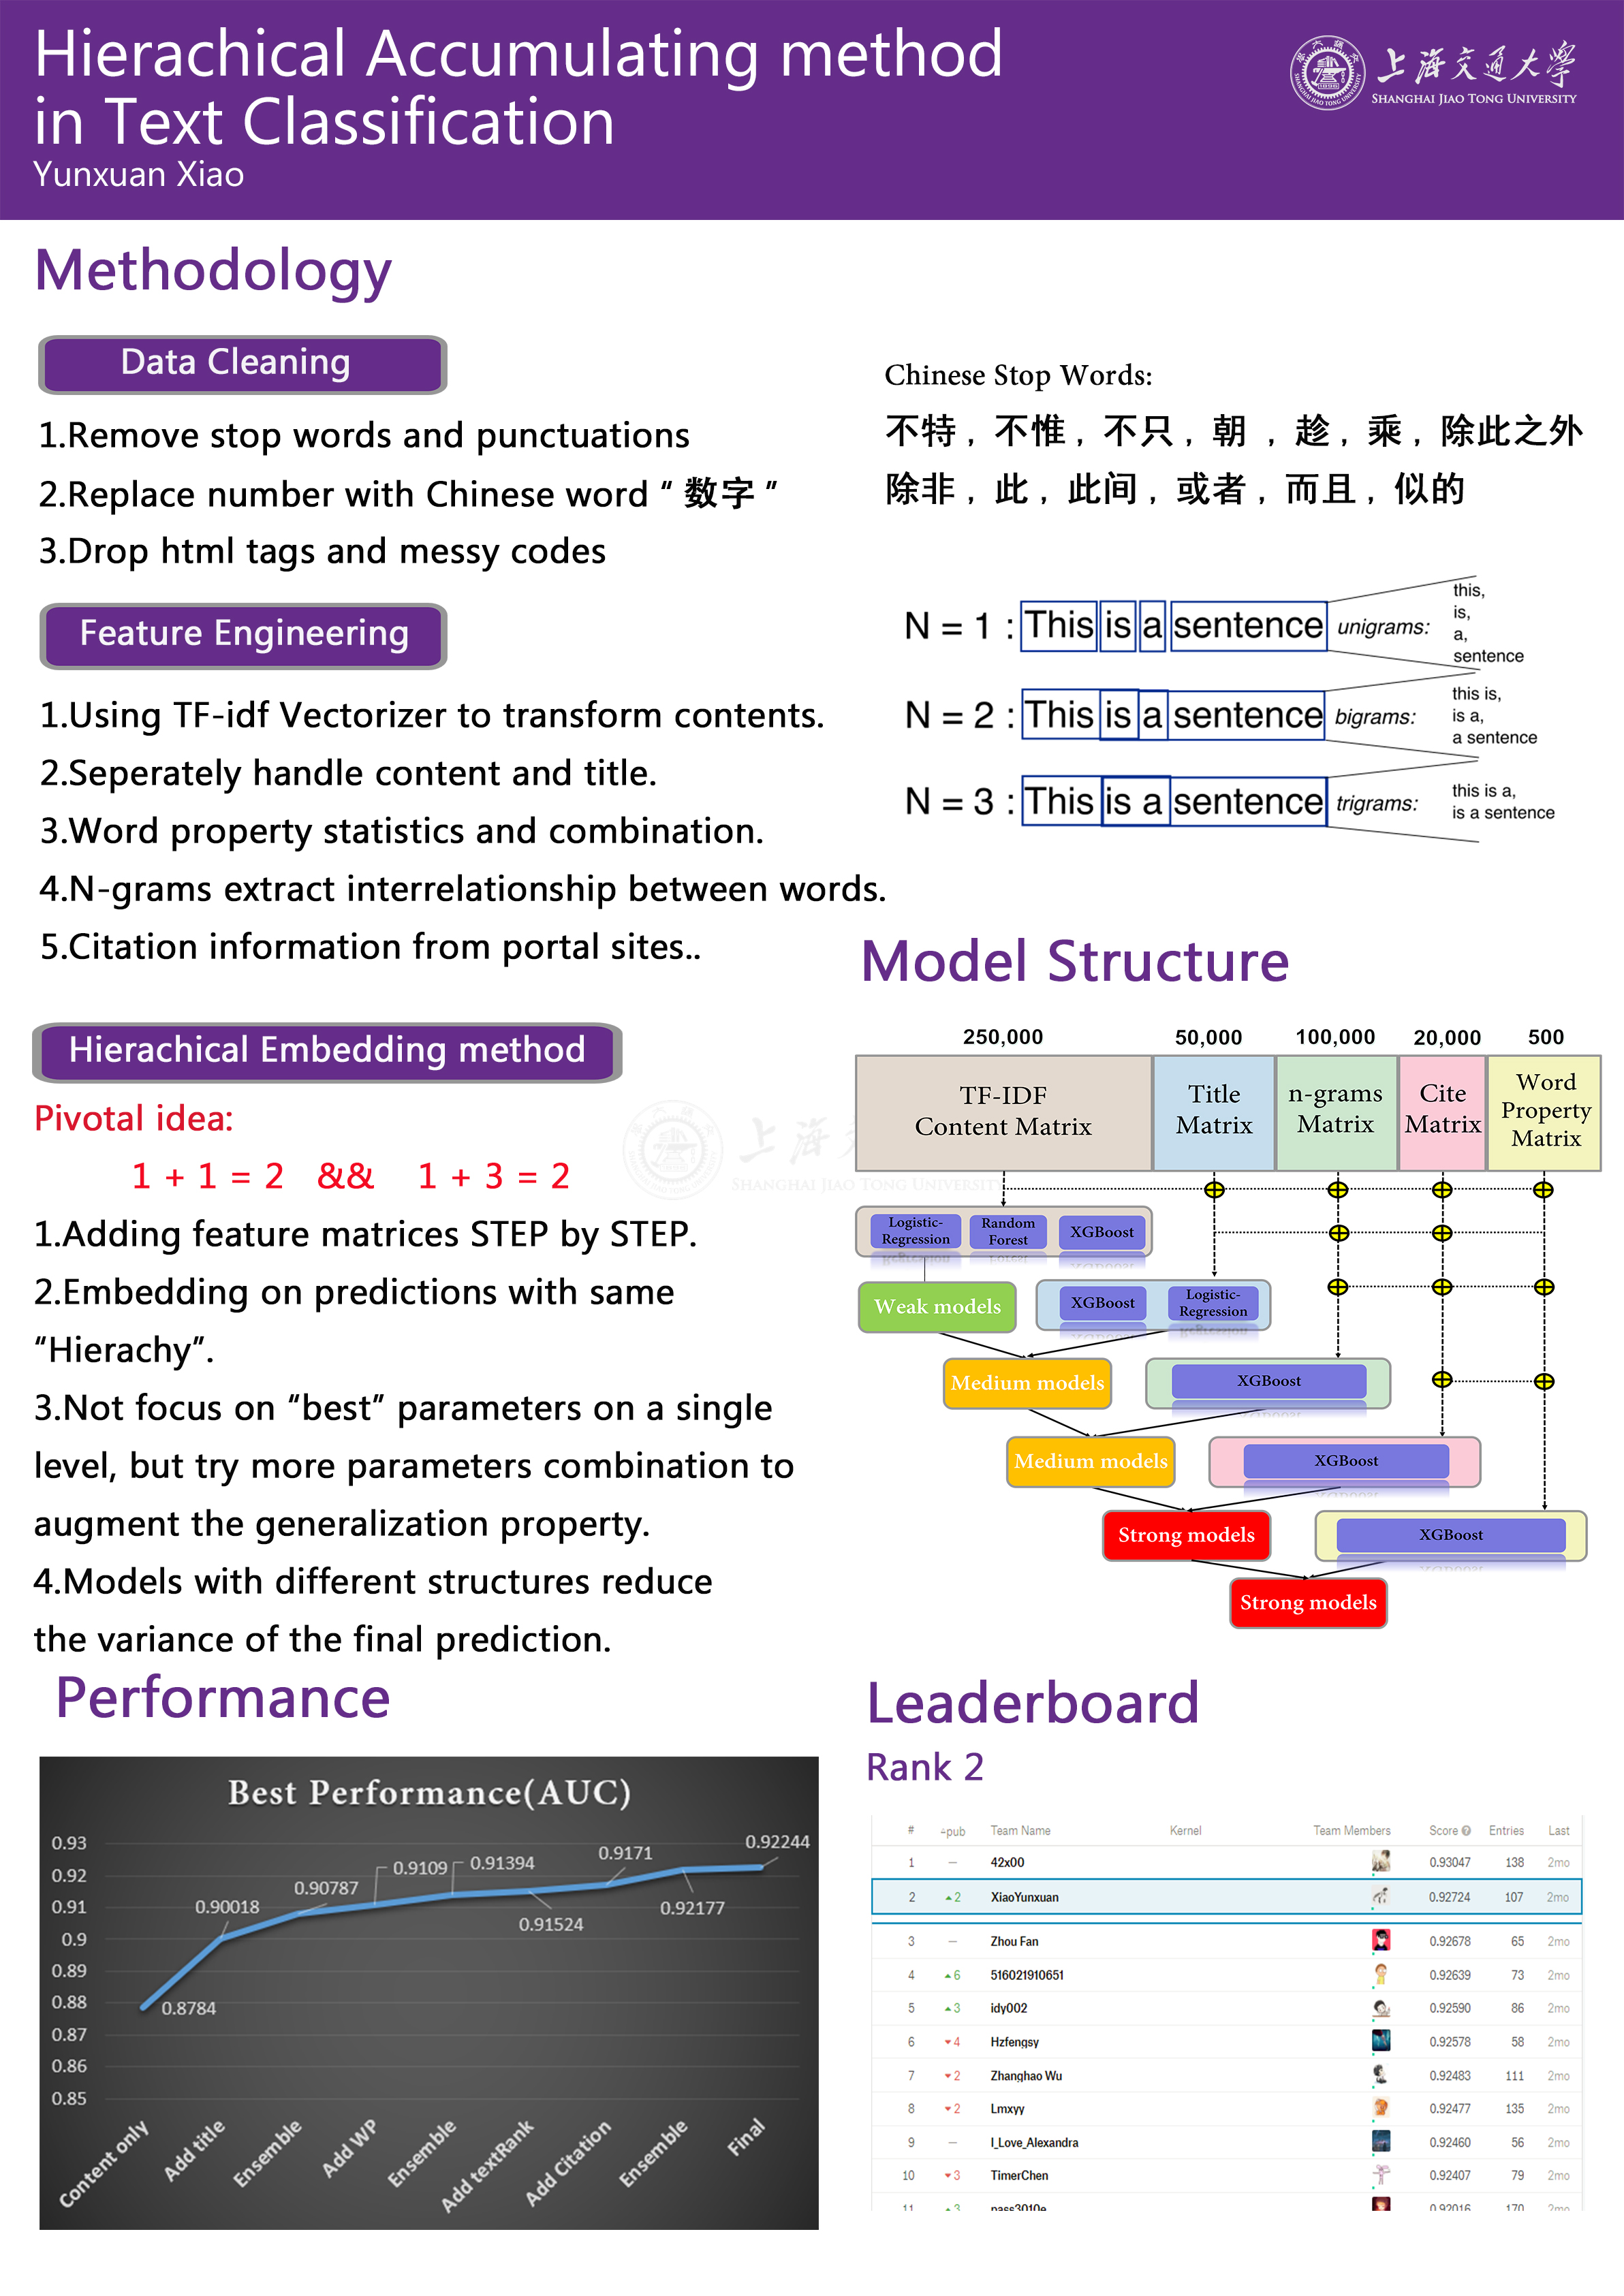 Hierachical Accumulating method
in Text Classification
Yunxuan Xiao
上海交通大學
SHANGHAI JIAO TONG UNIVERSITY
Methodology
Data Cleaning
1.Remove stop words and punctuations
2.Replace number with Chinese word “ 数字 ”
3.Drop html tags and messy codes
Chinese Stop Words:
不特，不惟，不只，朝 ，趁，乘，除此之外
除非，此，此间，或者，而且，似的
Feature Engineering
1.Using TF-idf Vectorizer to transform contents.
2.Seperately handle content and title.
3.Word property statistics and combination.
4.N-grams extract interrelationship between words.
5.Citation information from portal sites..
N = 1 : This is a sentence unigrams:
this,
is,
a,
sentence
N = 2 : This is a sentence bigrams:
this is,
is a,
a sentence
N = 3 : This is a sentence trigrams:
this is a,
is a sentence
Hierachical Embedding method
Pivotal idea:
1 + 1 = 2 && 1 + 3 = 2
1.Adding feature matrices STEP by STEP.
2.Embedding on predictions with same
“Hierachy”.
3.Not focus on “best” parameters on a single
level, but try more parameters combination to
augment the generalization property.
4.Models with different structures reduce
the variance of the final prediction.
上海交
SHANGHAI JIAO TONG UNIVERSIT
Model Structure
250,000 50,000 100,000 20,000 500
TF-IDF
Content Matrix
Title
Matrix
n-grams
Matrix
Cite
Matrix
Word
Property
Matrix
Logistic-
Regression
Random
Forest
XGBoost
Weak models
XGBoost
Logistic-
Regression
Medium models
XGBoost
Medium models
XGBoost
Strong models
XGBoost
Strong models
Performance
Best Performance(AUC)
0.93
0.92
0.91
0.9
0.89
0.88
0.87
0.86
0.85
0.8784
0.90018
0.90787
0.9109
0.91394
0.91524
0.9171
0.92177
0.92244
Content only
Add title
Ensemble
Add WP
Ensemble
Add textRank
Add Citation
Ensemble
Final
Leaderboard
Rank 2
# △pub Team Name Kernel Team Members Score Entries Last
1 — 42x00 0.93047 138 2mo
2 ▲2 XiaoYunxuan 0.92724 107 2mo
3 — Zhou Fan 0.92678 65 2mo
4 ▲6 516021910651 0.92639 73 2mo
5 ▲3 idy002 0.92590 86 2mo
6 ▼4 Hzfengsy 0.92578 58 2mo
7 ▼2 Zhanghao Wu 0.92483 111 2mo
8 ▼2 Lmxyy 0.92477 135 2mo
9 — I_Love_Alexandra 0.92460 56 2mo
10 ▼3 TimerChen 0.92407 79 2mo
11 ▲3 pass3010e 0.92016 170 2mo